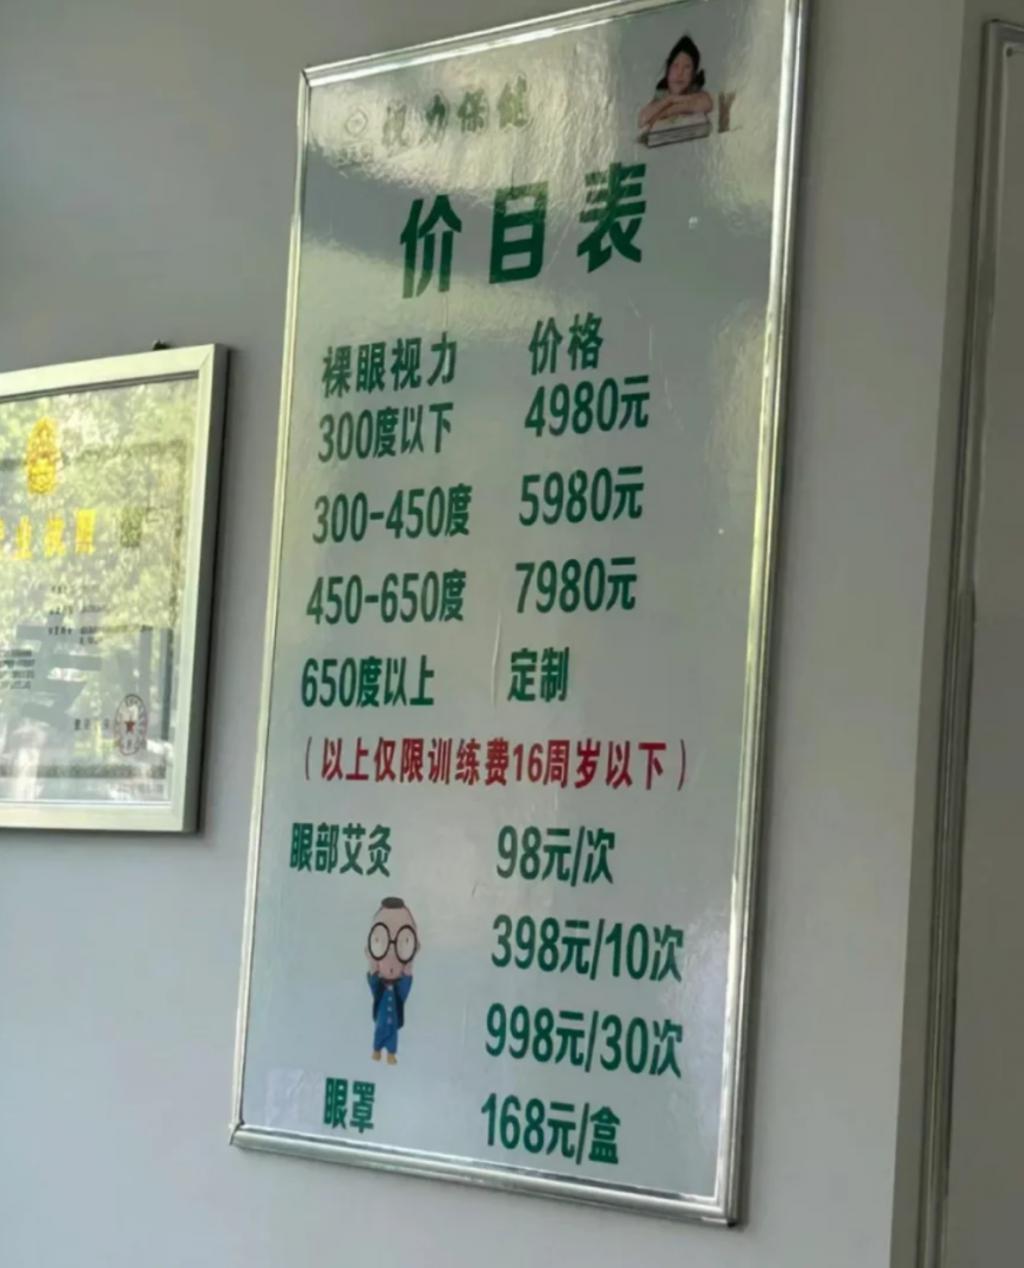 视力保健
价目表
裸眼视力 价格
300度以下 4980元
300-450度 5980元
450-650度 7980元
650度以上 定制
（以上仅限训练费16周岁以下）
眼部艾灸 98元/次
398元/10次
998元/30次
眼罩 168元/盒
业执照